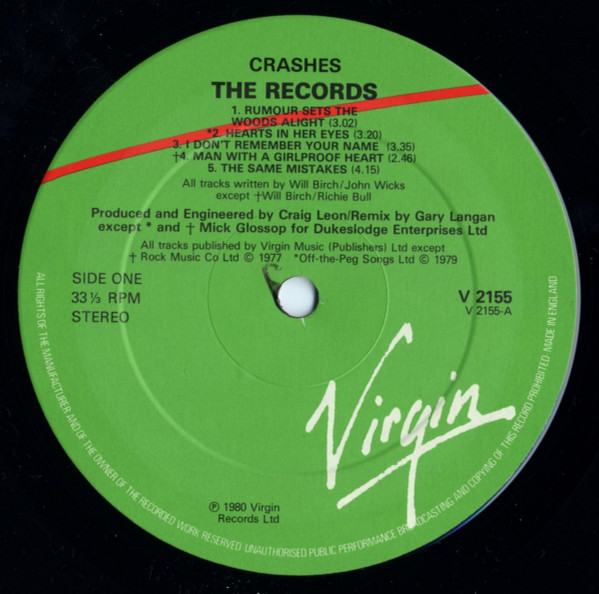 CRASHES
THE RECORDS
1. RUMOUR SETS THE
WOODS ALIGHT (3.02)
*2. HEARTS IN HER EYES (3.20)
3. I DON'T REMEMBER YOUR NAME (3.35)
†4. MAN WITH A GIRLPROOF HEART (2.46)
5. THE SAME MISTAKES (4.15)
All tracks written by Will Birch/John Wicks
except †Will Birch/Richie Bull
Produced and Engineered by Craig Leon/Remix by Gary Langan
except * and † Mick Glossop for Dukeslodge Enterprises Ltd
All tracks published by Virgin Music (Publishers) Ltd except
† Rock Music Co Ltd © 1977 *Off-the-Peg Songs Ltd © 1979
SIDE ONE
33⅓ RPM
STEREO
V 2155
V 2155-A
Virgin
℗ 1980 Virgin
Records Ltd
ALL RIGHTS OF THE MANUFACTURER AND OF THE OWNER OF THE RECORDED WORK RESERVED UNAUTHORISED PUBLIC PERFORMANCE BROADCASTING AND COPYING OF THIS RECORD PROHIBITED MADE IN ENGLAND